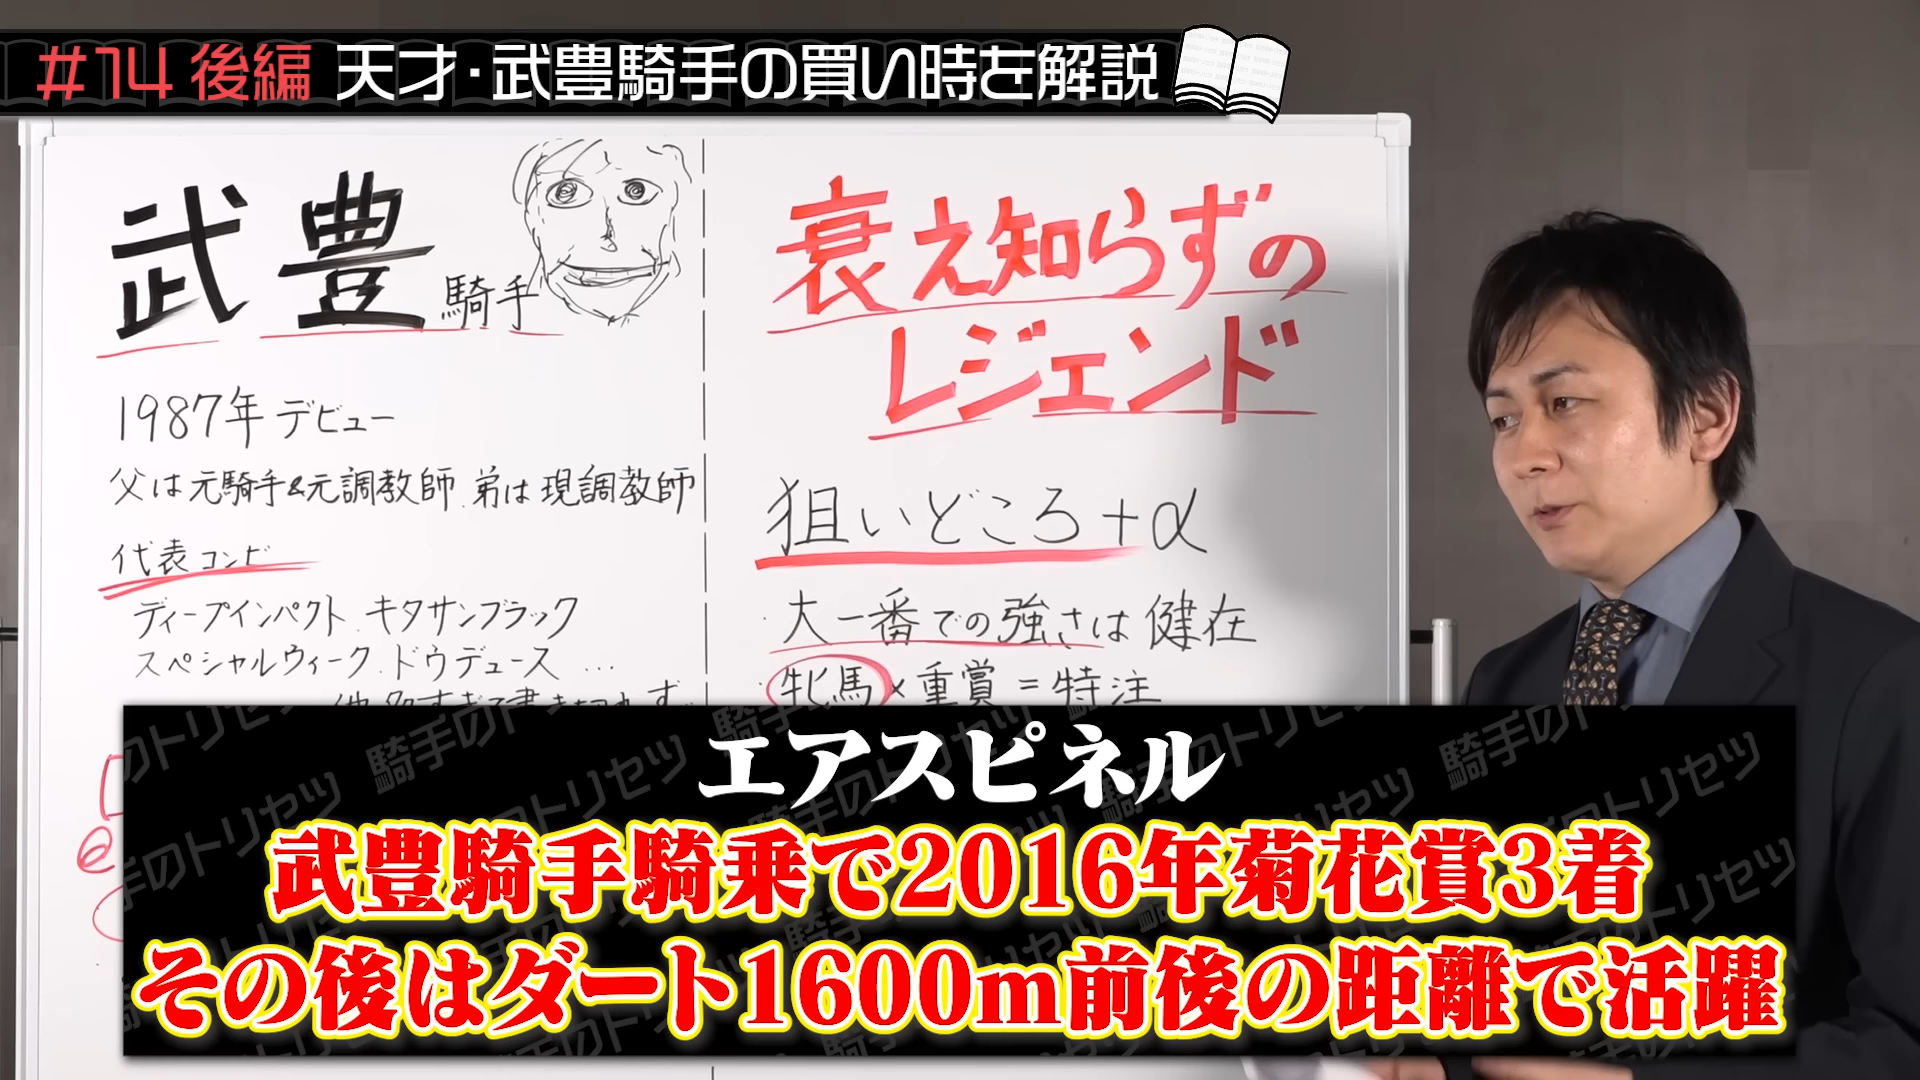 #14 後編 天才・武豊騎手の買い時を解説
武豊騎手
1987年デビュー
父は元騎手&元調教師、弟は現調教師
代表コンビ
ディープインパクト、キタサンブラック
スペシャルウィーク、ドウデュース…
衰え知らずの
レジェンド
狙いどころ+α
・大一番での強さは健在
・牝馬×重賞=特注
エアスピネル
武豊騎手騎乗で2016年菊花賞3着
その後はダート1600m前後の距離で活躍
騎手のトリセツ